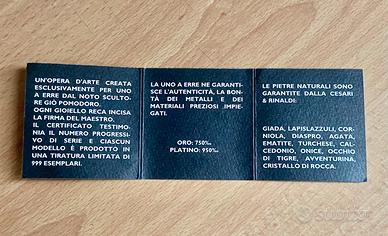 UN'OPERA D'ARTE CREATA
ESCLUSIVAMENTE PER UNO
A ERRE DAL NOTO SCULTO-
RE GIÒ POMODORO.
OGNI GIOIELLO RECA INCISA
LA FIRMA DEL MAESTRO.
IL CERTIFICATO TESTIMO-
NIA IL NUMERO PROGRESSI-
VO DI SERIE E CIASCUN
MODELLO È PRODOTTO IN
UNA TIRATURA LIMITATA DI
999 ESEMPLARI.
LA UNO A ERRE NE GARANTI-
SCE L'AUTENTICITÀ, LA BON-
TÀ DEI METALLI E DEI
MATERIALI PREZIOSI IMPIE-
GATI.
ORO: 750‰
PLATINO: 950‰
LE PIETRE NATURALI SONO
GARANTITE DALLA CESARI
& RINALDI:
GIADA, LAPISLAZZULI, COR-
NIOLA, DIASPRO, AGATA,
EMATITE, TURCHESE, CAL-
CEDONIO, ONICE, OCCHIO
DI TIGRE, AVVENTURINA,
CRISTALLO DI ROCCA.